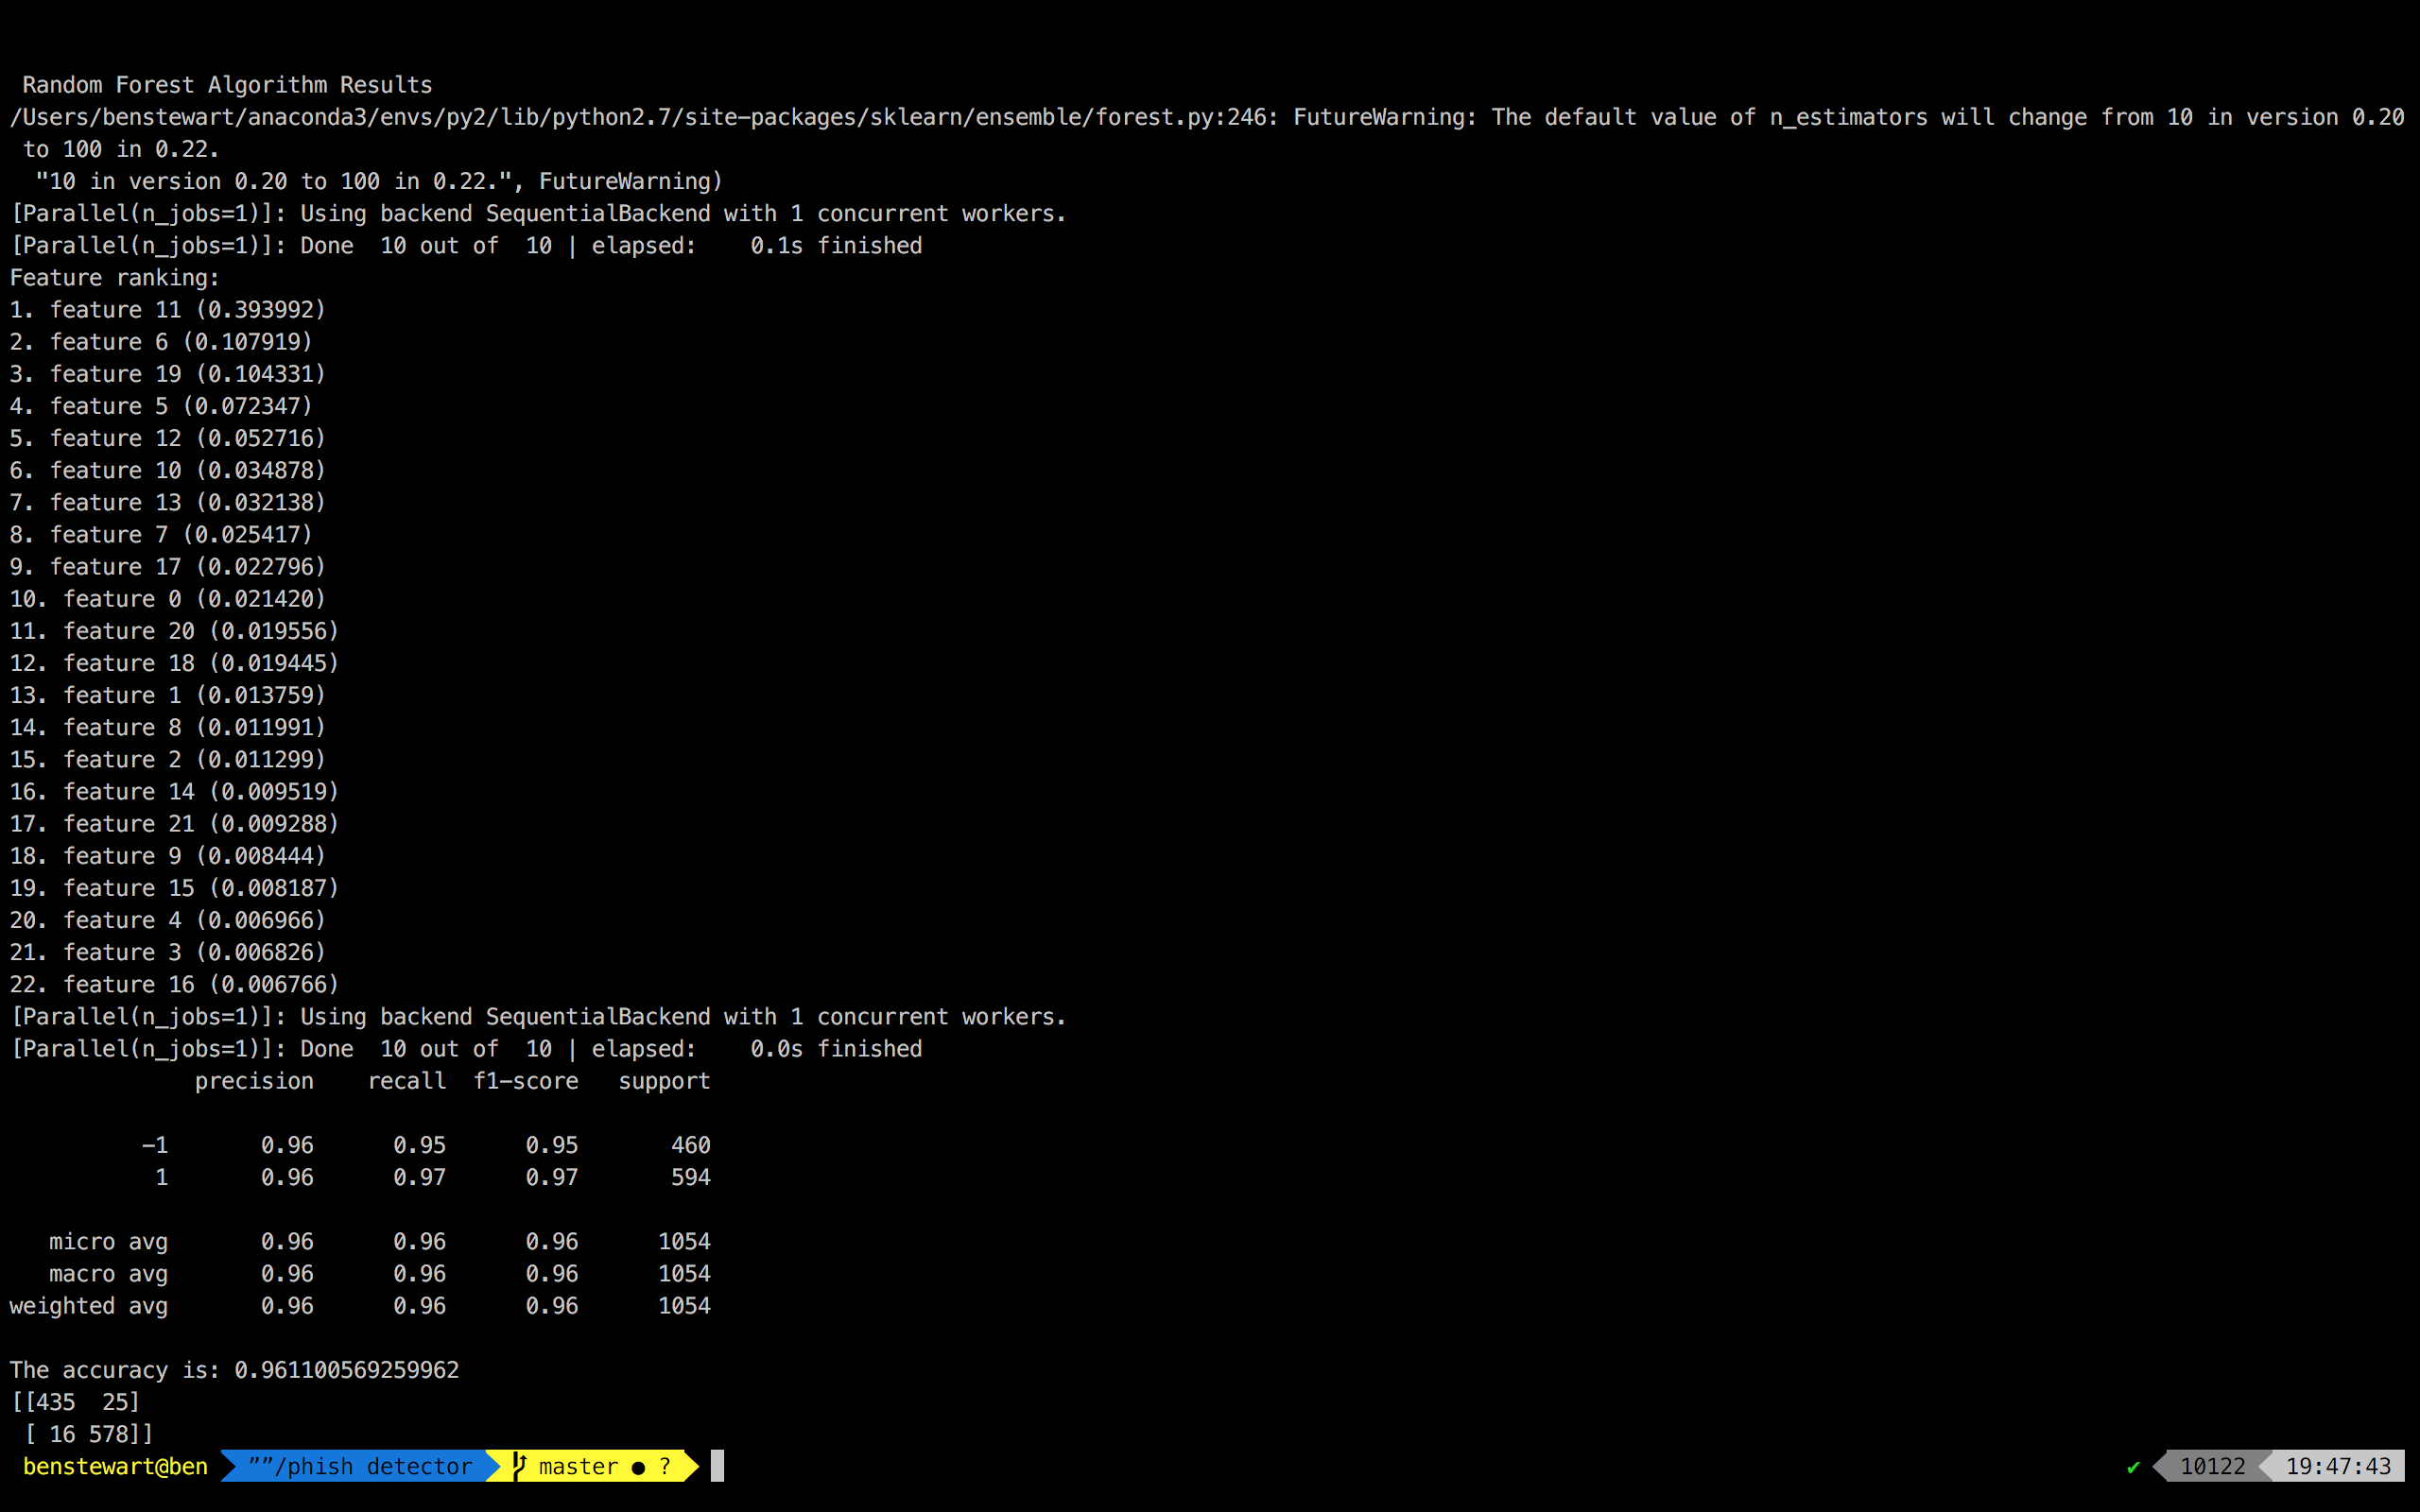 Random Forest Algorithm Results
/Users/benstewart/anaconda3/envs/py2/lib/python2.7/site-packages/sklearn/ensemble/forest.py:246: FutureWarning: The default value of n_estimators will change from 10 in version 0.20
 to 100 in 0.22.
  "10 in version 0.20 to 100 in 0.22.", FutureWarning)
[Parallel(n_jobs=1)]: Using backend SequentialBackend with 1 concurrent workers.
[Parallel(n_jobs=1)]: Done  10 out of  10 | elapsed:    0.1s finished
Feature ranking:
1. feature 11 (0.393992)
2. feature 6 (0.107919)
3. feature 19 (0.104331)
4. feature 5 (0.072347)
5. feature 12 (0.052716)
6. feature 10 (0.034878)
7. feature 13 (0.032138)
8. feature 7 (0.025417)
9. feature 17 (0.022796)
10. feature 0 (0.021420)
11. feature 20 (0.019556)
12. feature 18 (0.019445)
13. feature 1 (0.013759)
14. feature 8 (0.011991)
15. feature 2 (0.011299)
16. feature 14 (0.009519)
17. feature 21 (0.009288)
18. feature 9 (0.008444)
19. feature 15 (0.008187)
20. feature 4 (0.006966)
21. feature 3 (0.006826)
22. feature 16 (0.006766)
[Parallel(n_jobs=1)]: Using backend SequentialBackend with 1 concurrent workers.
[Parallel(n_jobs=1)]: Done  10 out of  10 | elapsed:    0.0s finished
              precision    recall  f1-score   support
          -1       0.96      0.95      0.95       460
           1       0.96      0.97      0.97       594
   micro avg       0.96      0.96      0.96      1054
   macro avg       0.96      0.96      0.96      1054
weighted avg       0.96      0.96      0.96      1054
The accuracy is: 0.961100569259962
[[435  25]
 [ 16 578]]
benstewart@ben ””/phish detector master ● ? ✔ 10122 19:47:43